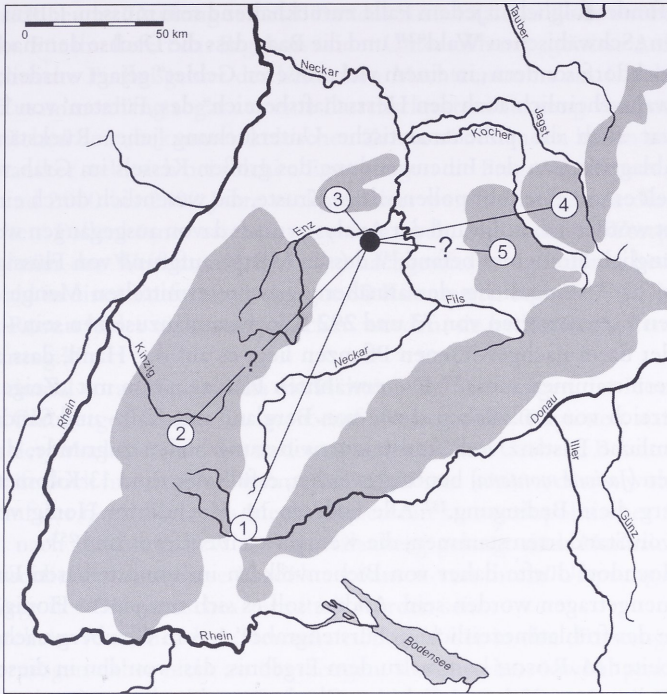 0 50 km
Tauber
Neckar
Jagst
Kocher
3
4
Enz
?
5
Fils
Kinzig
Neckar
?
Rhein
Donau
2
Iller
Günz
1
Rhein
Bodensee